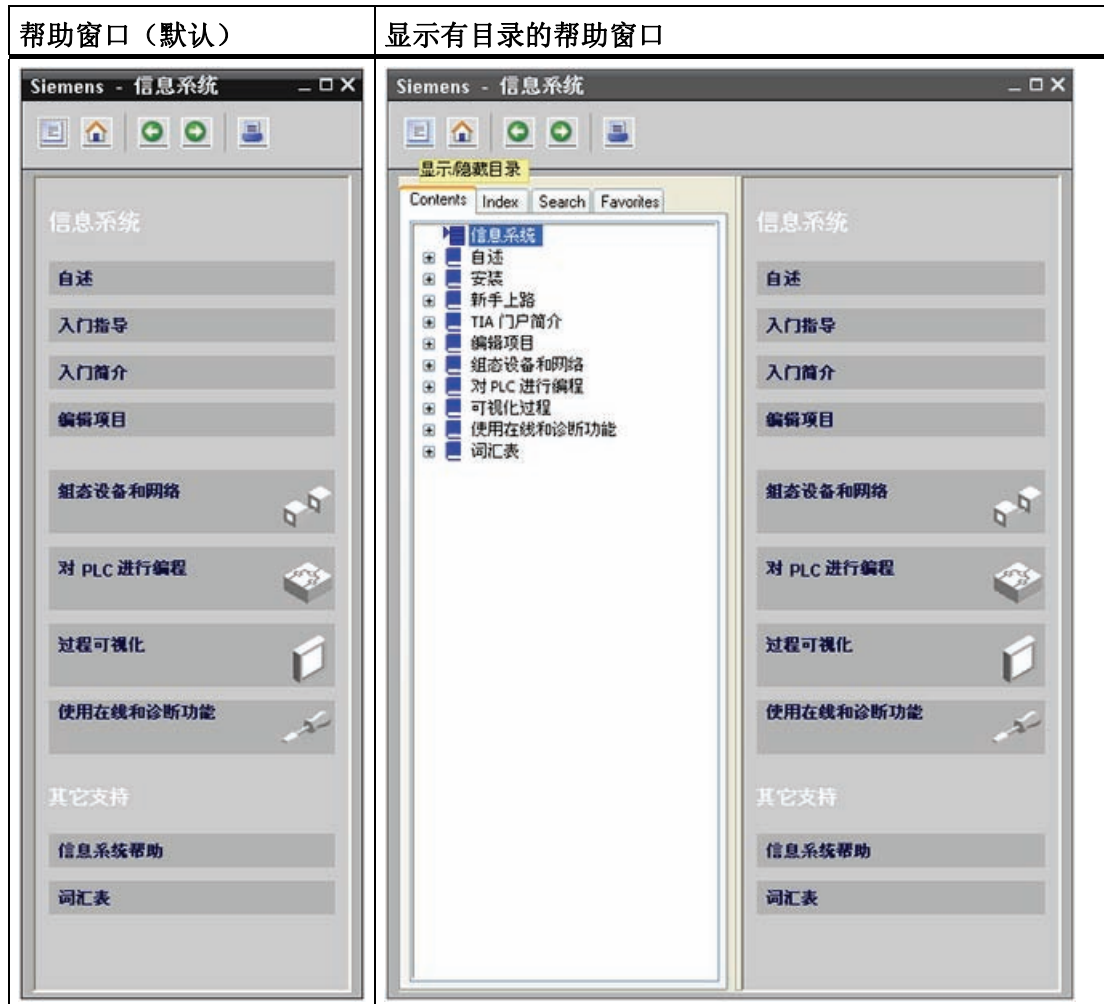 帮助窗口（默认）
显示有目录的帮助窗口
Siemens - 信息系统
信息系统
自述
入门指导
入门简介
编辑项目
组态设备和网络
对 PLC 进行编程
过程可视化
使用在线和诊断功能
其它支持
信息系统帮助
词汇表
Siemens - 信息系统
显示/隐藏目录
Contents Index Search Favorites
信息系统
自述
安装
新手上路
TIA 门户简介
编辑项目
组态设备和网络
对 PLC 进行编程
可视化过程
使用在线和诊断功能
词汇表
信息系统
自述
入门指导
入门简介
编辑项目
组态设备和网络
对 PLC 进行编程
过程可视化
使用在线和诊断功能
其它支持
信息系统帮助
词汇表